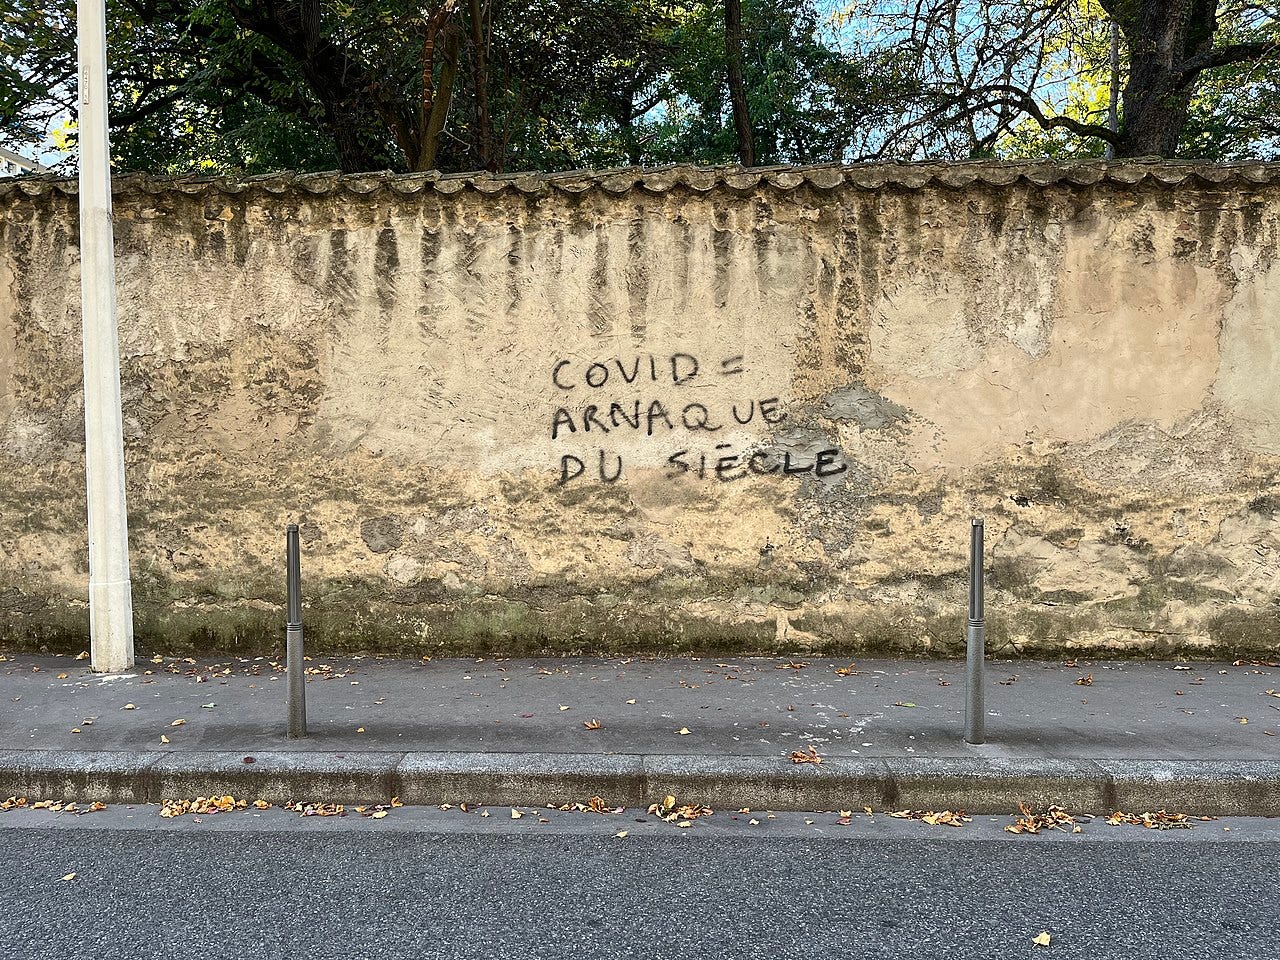 COVID =
ARNAQUE
DU SIÈCLE